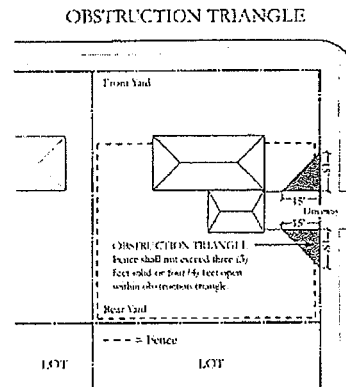 OBSTRUCTION TRIANGLE
Front Yard
15'
15'
Driveway
15'
15'
OBSTRUCTION TRIANGLE
Fence shall not exceed three (3)
feet solid or four (4) feet open
within obstruction triangle.
Rear Yard
= Fence
LOT
LOT